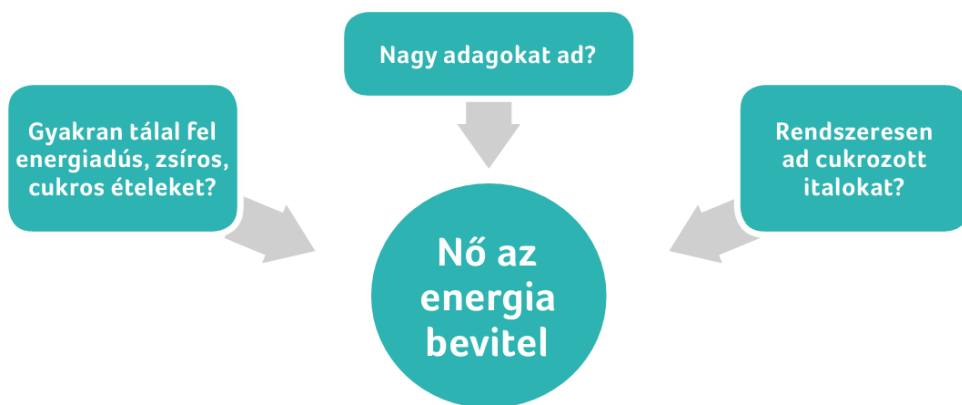 Nagy adagokat ad?
Gyakran tálal fel
energiadús, zsíros,
cukros ételeket?
Rendszeresen
ad cukrozott
italokat?
Nő az
energia
bevitel